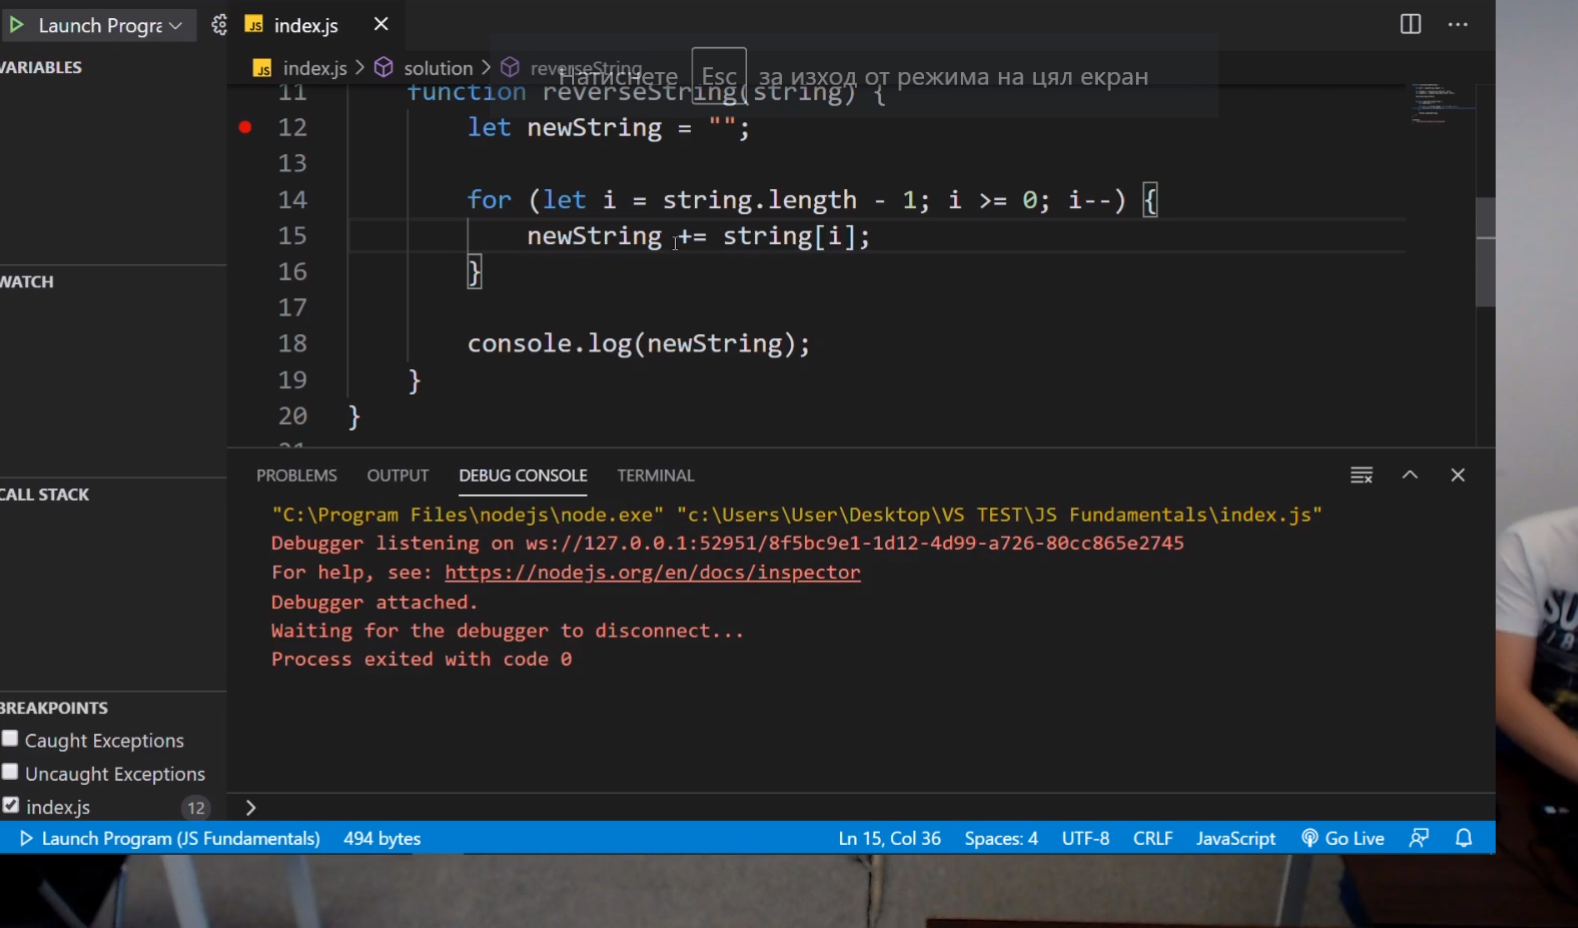 Launch Progra
index.js
index.js > solution > reverseString
Натиснете Esc за изход от режима на цял екран
VARIABLES
WATCH
CALL STACK
BREAKPOINTS
Caught Exceptions
Uncaught Exceptions
index.js 12
11 function reverseString(string) {
12 let newString = "";
13
14 for (let i = string.length - 1; i >= 0; i--) {
15 newString += string[i];
16 }
17
18 console.log(newString);
19 }
20 }
PROBLEMS OUTPUT DEBUG CONSOLE TERMINAL
"C:\Program Files\nodejs\node.exe" "c:\Users\User\Desktop\VS TEST\JS Fundamentals\index.js"
Debugger listening on ws://127.0.0.1:52951/8f5bc9e1-1d12-4d99-a726-80cc865e2745
For help, see: https://nodejs.org/en/docs/inspector
Debugger attached.
Waiting for the debugger to disconnect...
Process exited with code 0
>
Launch Program (JS Fundamentals) 494 bytes Ln 15, Col 36 Spaces: 4 UTF-8 CRLF JavaScript Go Live